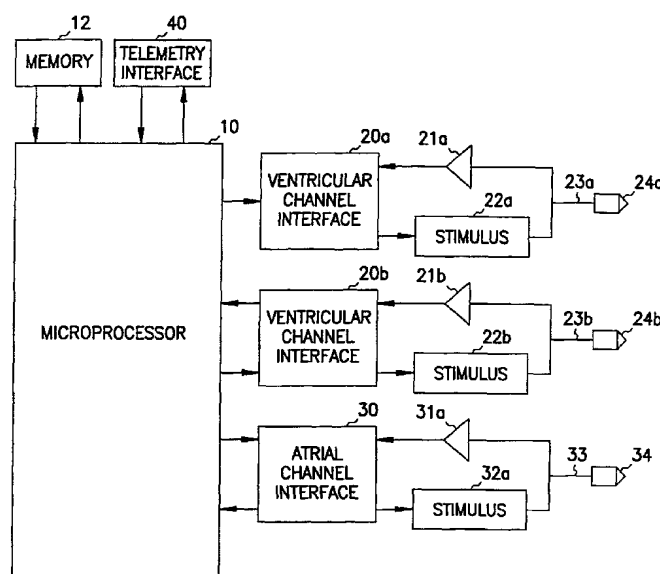 12
40
MEMORY
TELEMETRY
INTERFACE
10
20a
21a
VENTRICULAR
CHANNEL
INTERFACE
22a
STIMULUS
23a
24a
MICROPROCESSOR
20b
21b
VENTRICULAR
CHANNEL
INTERFACE
22b
STIMULUS
23b
24b
30
31a
ATRIAL
CHANNEL
INTERFACE
32a
STIMULUS
33
34